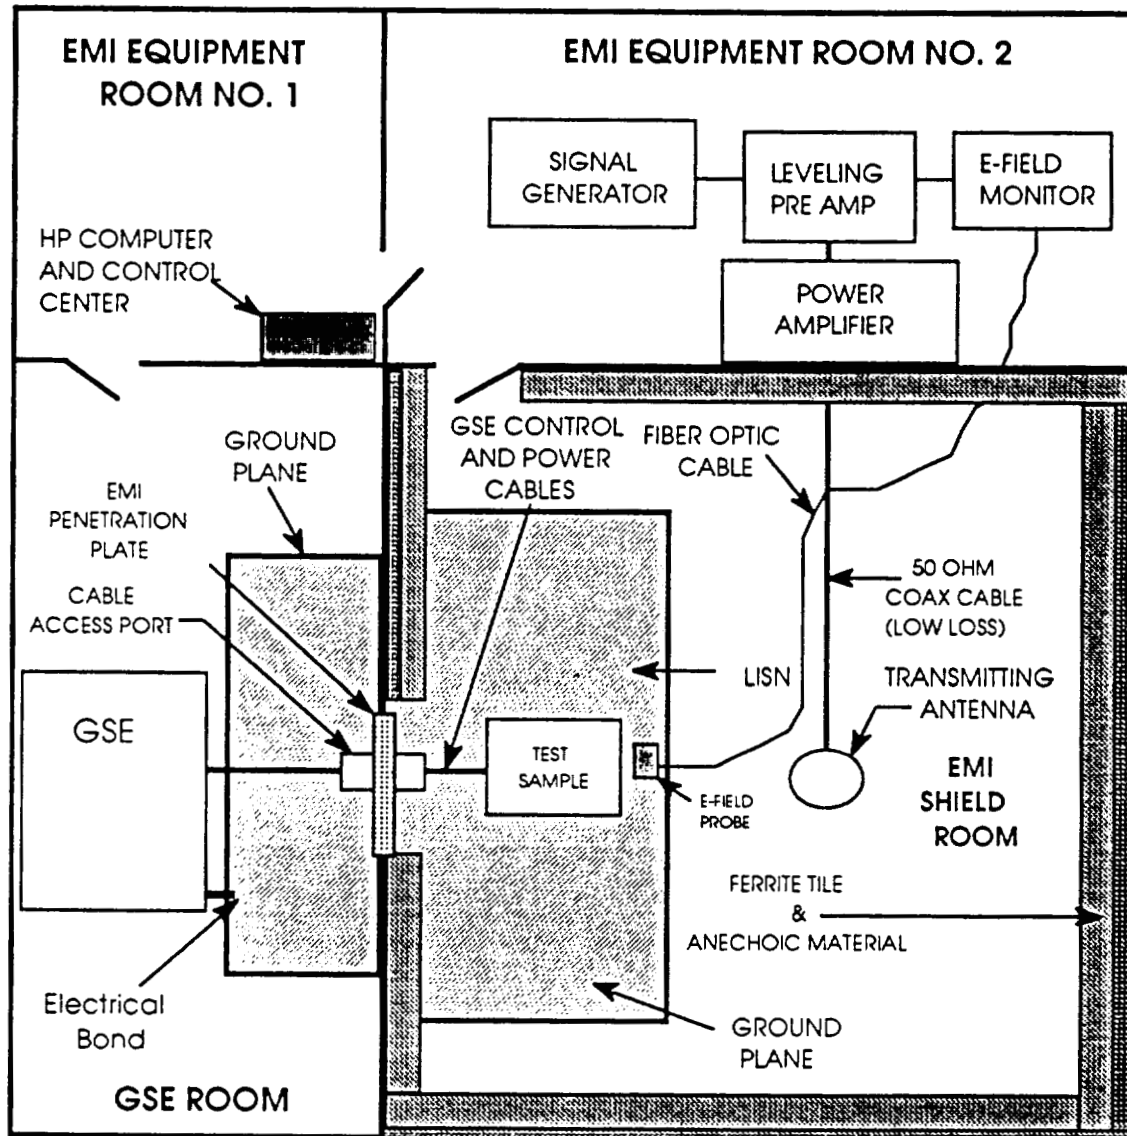 EMI EQUIPMENT
ROOM NO. 1
EMI EQUIPMENT ROOM NO. 2
SIGNAL
GENERATOR
LEVELING
PRE AMP
E-FIELD
MONITOR
HP COMPUTER
AND CONTROL
CENTER
POWER
AMPLIFIER
GROUND
PLANE
GSE CONTROL
AND POWER
CABLES
FIBER OPTIC
CABLE
EMI
PENETRATION
PLATE
CABLE
ACCESS PORT
50 OHM
COAX CABLE
(LOW LOSS)
LISN
TRANSMITTING
ANTENNA
GSE
TEST
SAMPLE
E-FIELD
PROBE
EMI
SHIELD
ROOM
FERRITE TILE
&
ANECHOIC MATERIAL
Electrical
Bond
GROUND
PLANE
GSE ROOM